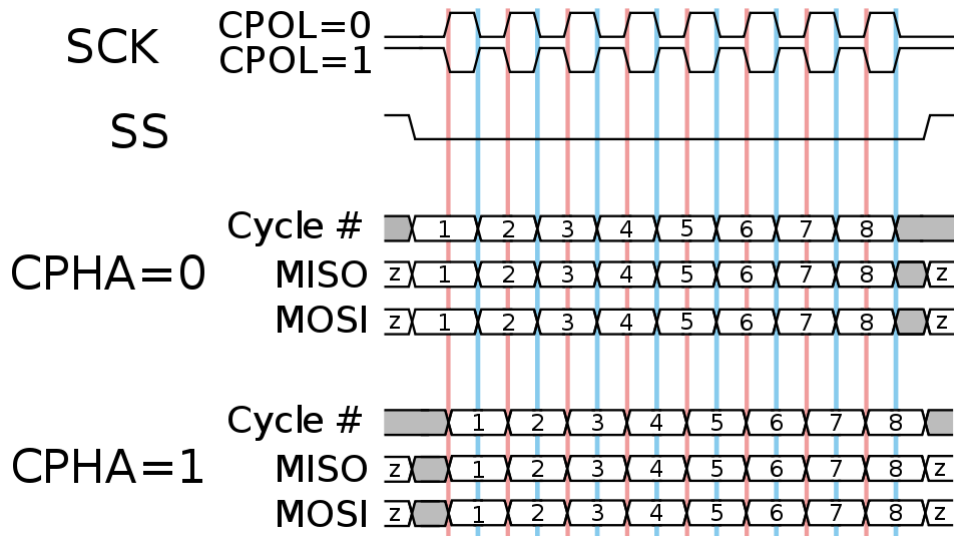 SCK CPOL=0
CPOL=1
SS
Cycle # 1 2 3 4 5 6 7 8
CPHA=0 MISO z 1 2 3 4 5 6 7 8 z
MOSI z 1 2 3 4 5 6 7 8 z
Cycle # 1 2 3 4 5 6 7 8
CPHA=1 MISO z 1 2 3 4 5 6 7 8 z
MOSI z 1 2 3 4 5 6 7 8 z